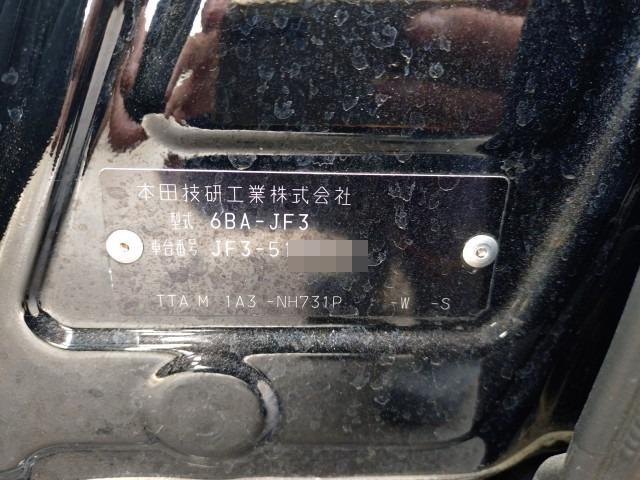 本田技研工業株式会社
型式 6BA-JF3
車台番号 JF3-51
TTA M 1A3 -NH731P -W -S